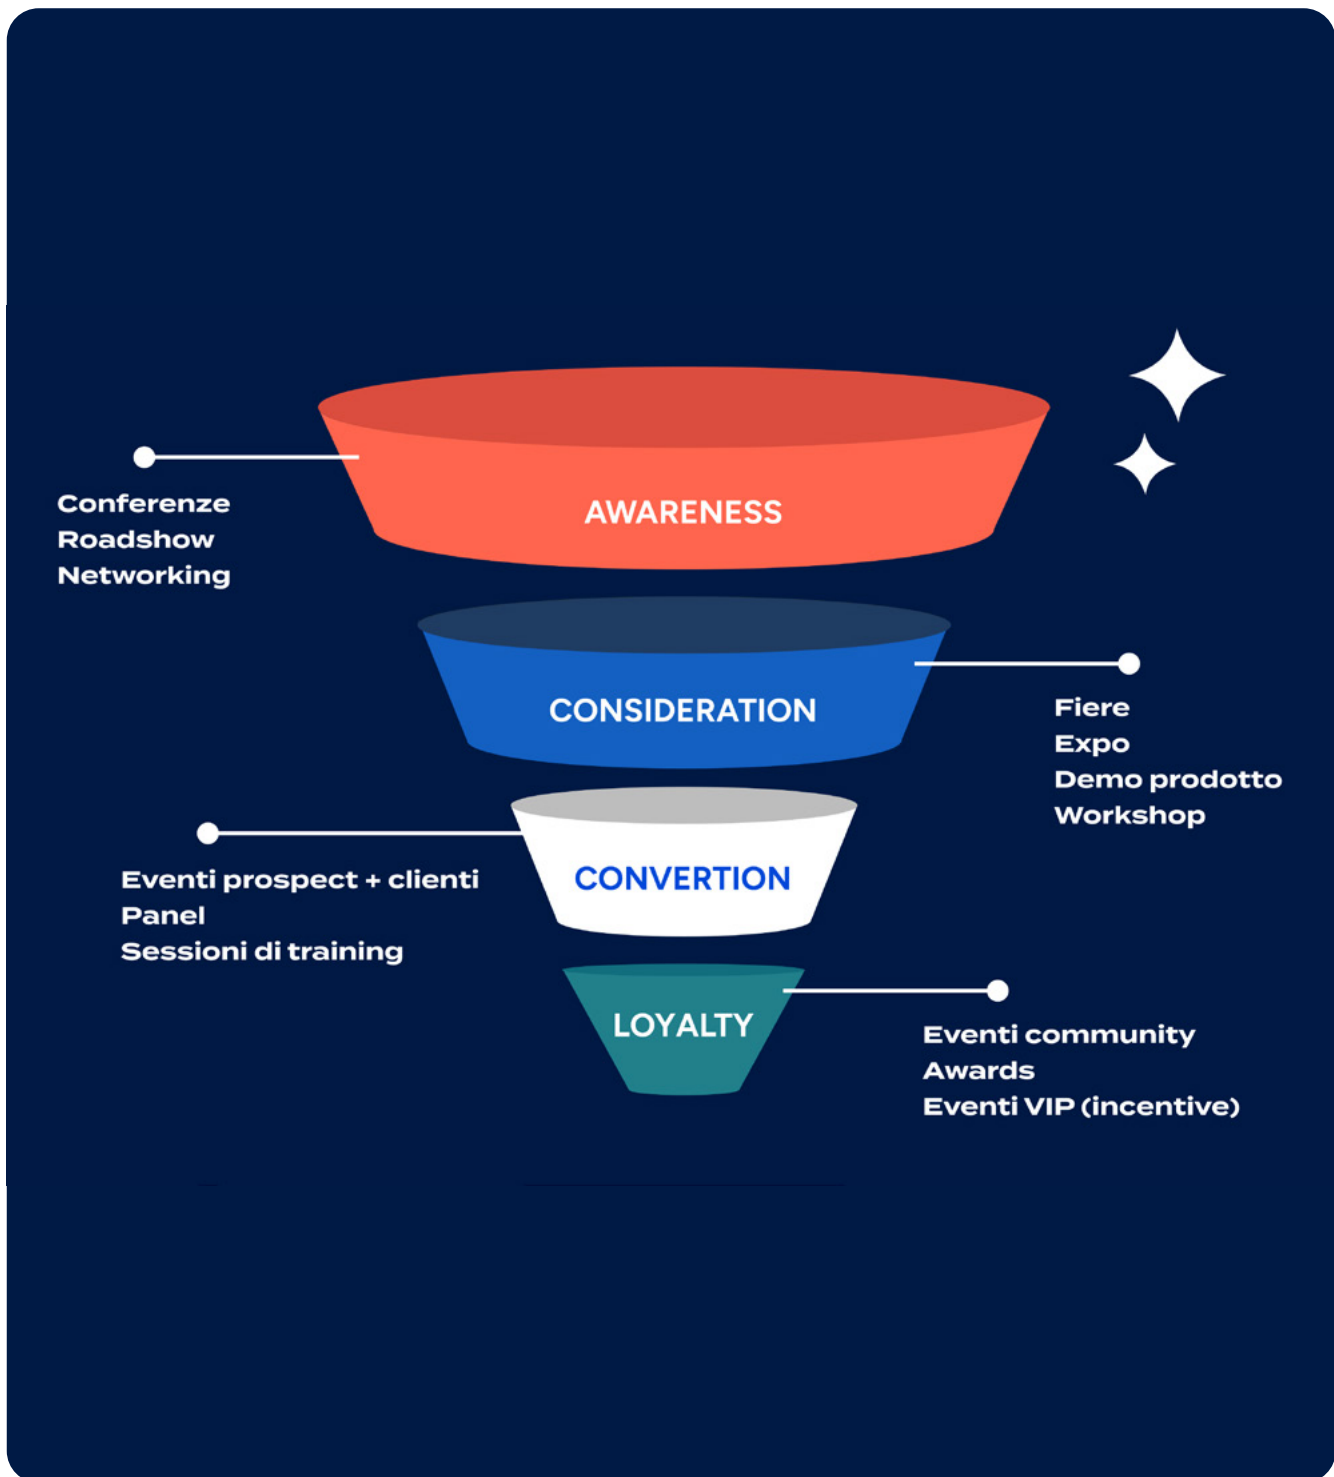 AWARENESS
Conferenze
Roadshow
Networking
CONSIDERATION
Fiere
Expo
Demo prodotto
Workshop
CONVERTION
Eventi prospect + clienti
Panel
Sessioni di training
LOYALTY
Eventi community
Awards
Eventi VIP (incentive)